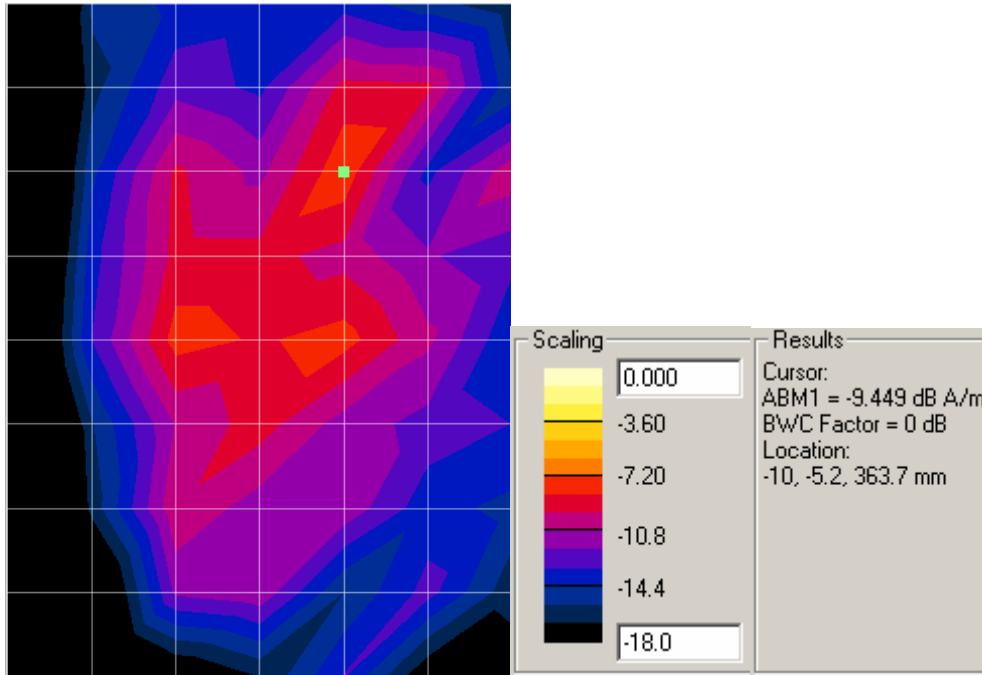 Scaling
0.000
-3.60
-7.20
-10.8
-14.4
-18.0
Results
Cursor:
ABM1 = -9.449 dB A/m
BWC Factor = 0 dB
Location:
-10, -5.2, 363.7 mm